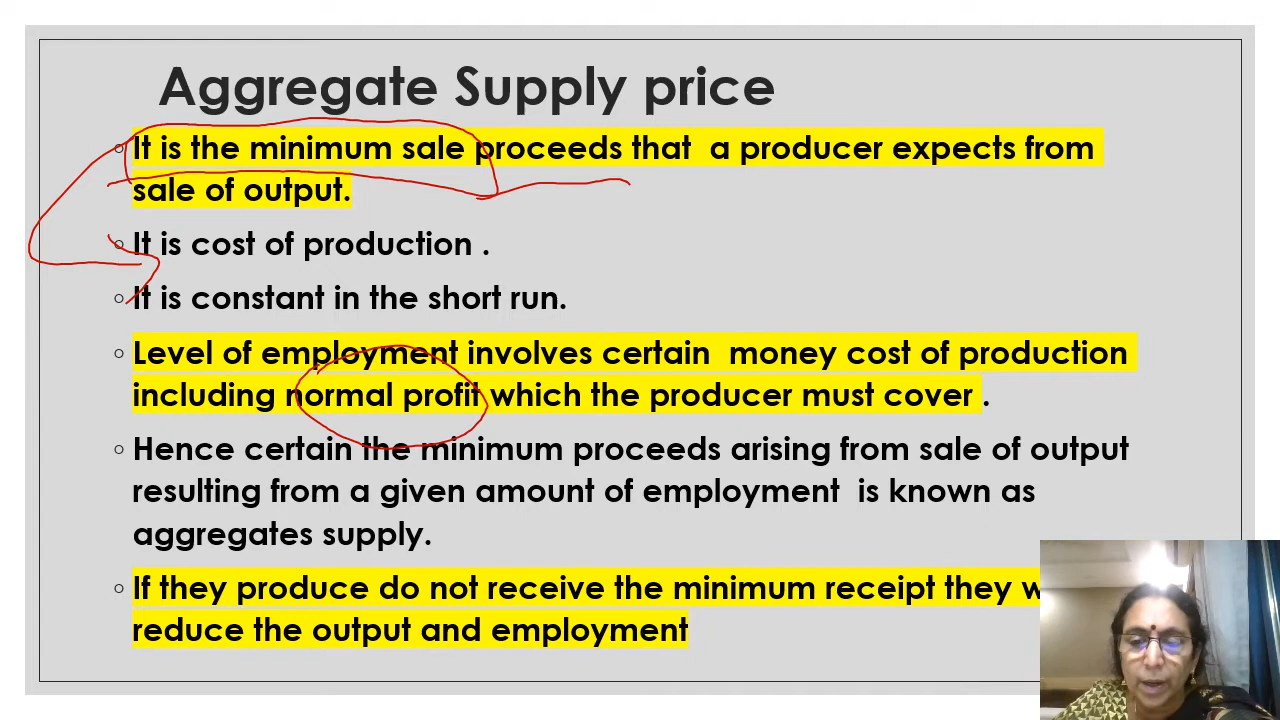 Aggregate Supply price
It is the minimum sale proceeds that a producer expects from
sale of output.
It is cost of production .
It is constant in the short run.
Level of employment involves certain money cost of production
including normal profit which the producer must cover .
Hence certain the minimum proceeds arising from sale of output
resulting from a given amount of employment is known as
aggregates supply.
If they produce do not receive the minimum receipt they
reduce the output and employment